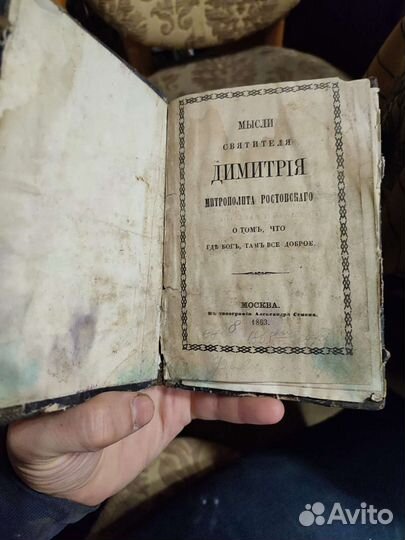 МЫСЛИ
СВЯТИТЕЛЯ
ДИМИТРІЯ
МИТРОПОЛИТА РОСТОВСКАГО
О ТОМЪ, ЧТО
ГДѢ БОГЪ, ТАМЪ ВСЕ ДОБРОЕ.
МОСКВА.
Въ типографіи Александра Семена.
1863.
Avito